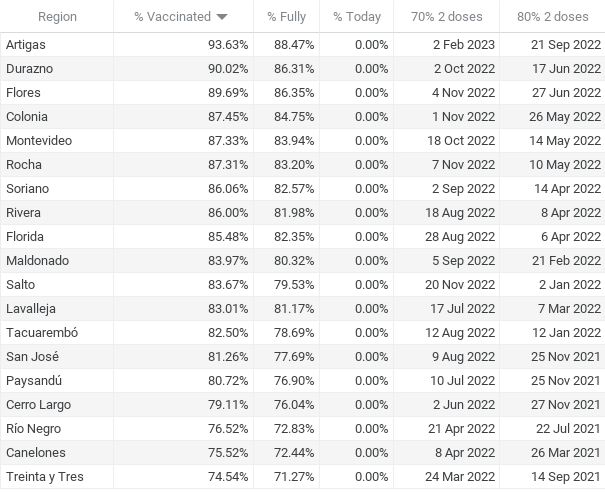 Region % Vaccinated % Fully % Today 70% 2 doses 80% 2 doses
Artigas 93.63% 88.47% 0.00% 2 Feb 2023 21 Sep 2022
Durazno 90.02% 86.31% 0.00% 2 Oct 2022 17 Jun 2022
Flores 89.69% 86.35% 0.00% 4 Nov 2022 27 Jun 2022
Colonia 87.45% 84.75% 0.00% 1 Nov 2022 26 May 2022
Montevideo 87.33% 83.94% 0.00% 18 Oct 2022 14 May 2022
Rocha 87.31% 83.20% 0.00% 7 Nov 2022 10 May 2022
Soriano 86.06% 82.57% 0.00% 2 Sep 2022 14 Apr 2022
Rivera 86.00% 81.98% 0.00% 18 Aug 2022 8 Apr 2022
Florida 85.48% 82.35% 0.00% 28 Aug 2022 6 Apr 2022
Maldonado 83.97% 80.32% 0.00% 5 Sep 2022 21 Feb 2022
Salto 83.67% 79.53% 0.00% 20 Nov 2022 2 Jan 2022
Lavalleja 83.01% 81.17% 0.00% 17 Jul 2022 7 Mar 2022
Tacuarembó 82.50% 78.69% 0.00% 12 Aug 2022 12 Jan 2022
San José 81.26% 77.69% 0.00% 9 Aug 2022 25 Nov 2021
Paysandú 80.72% 76.90% 0.00% 10 Jul 2022 25 Nov 2021
Cerro Largo 79.11% 76.04% 0.00% 2 Jun 2022 27 Nov 2021
Río Negro 76.52% 72.83% 0.00% 21 Apr 2022 22 Jul 2021
Canelones 75.52% 72.44% 0.00% 8 Apr 2022 26 Mar 2021
Treinta y Tres 74.54% 71.27% 0.00% 24 Mar 2022 14 Sep 2021